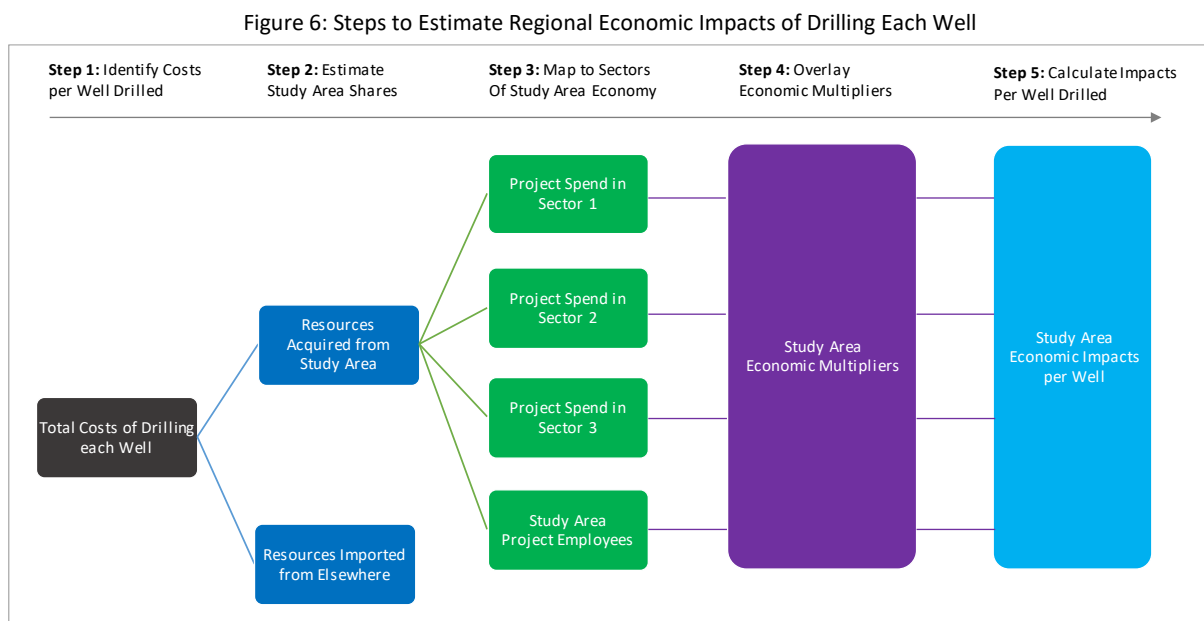 Figure 6: Steps to Estimate Regional Economic Impacts of Drilling Each Well
Step 1: Identify Costs
per Well Drilled
Step 2: Estimate
Study Area Shares
Step 3: Map to Sectors
Of Study Area Economy
Step 4: Overlay
Economic Multipliers
Step 5: Calculate Impacts
Per Well Drilled
Total Costs of Drilling
each Well
Resources
Acquired from
Study Area
Resources Imported
from Elsewhere
Project Spend in
Sector 1
Project Spend in
Sector 2
Project Spend in
Sector 3
Study Area
Project Employees
Study Area
Economic Multipliers
Study Area
Economic Impacts
per Well